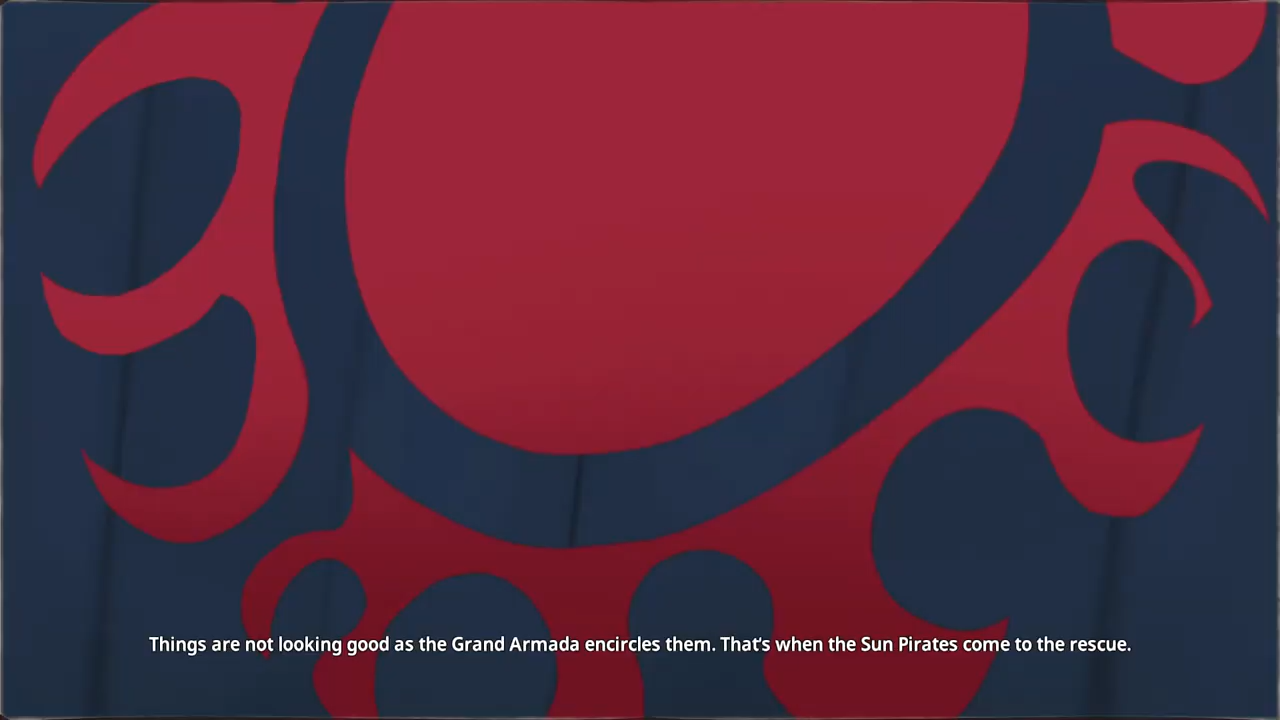 Things are not looking good as the Grand Armada encircles them. That's when the Sun Pirates come to the rescue.